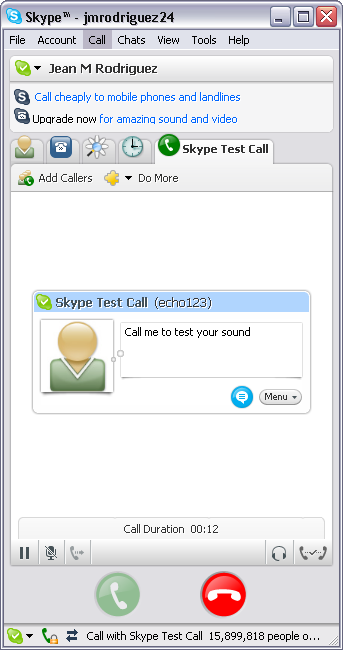 Skype™ - jmrodriguez24
File Account Call Chats View Tools Help
Jean M Rodriguez
Call cheaply to mobile phones and landlines
Upgrade now for amazing sound and video
Skype Test Call
Add Callers Do More
Skype Test Call (echo123)
Call me to test your sound
Menu
Call Duration 00:12
Call with Skype Test Call 15,899,818 people o...